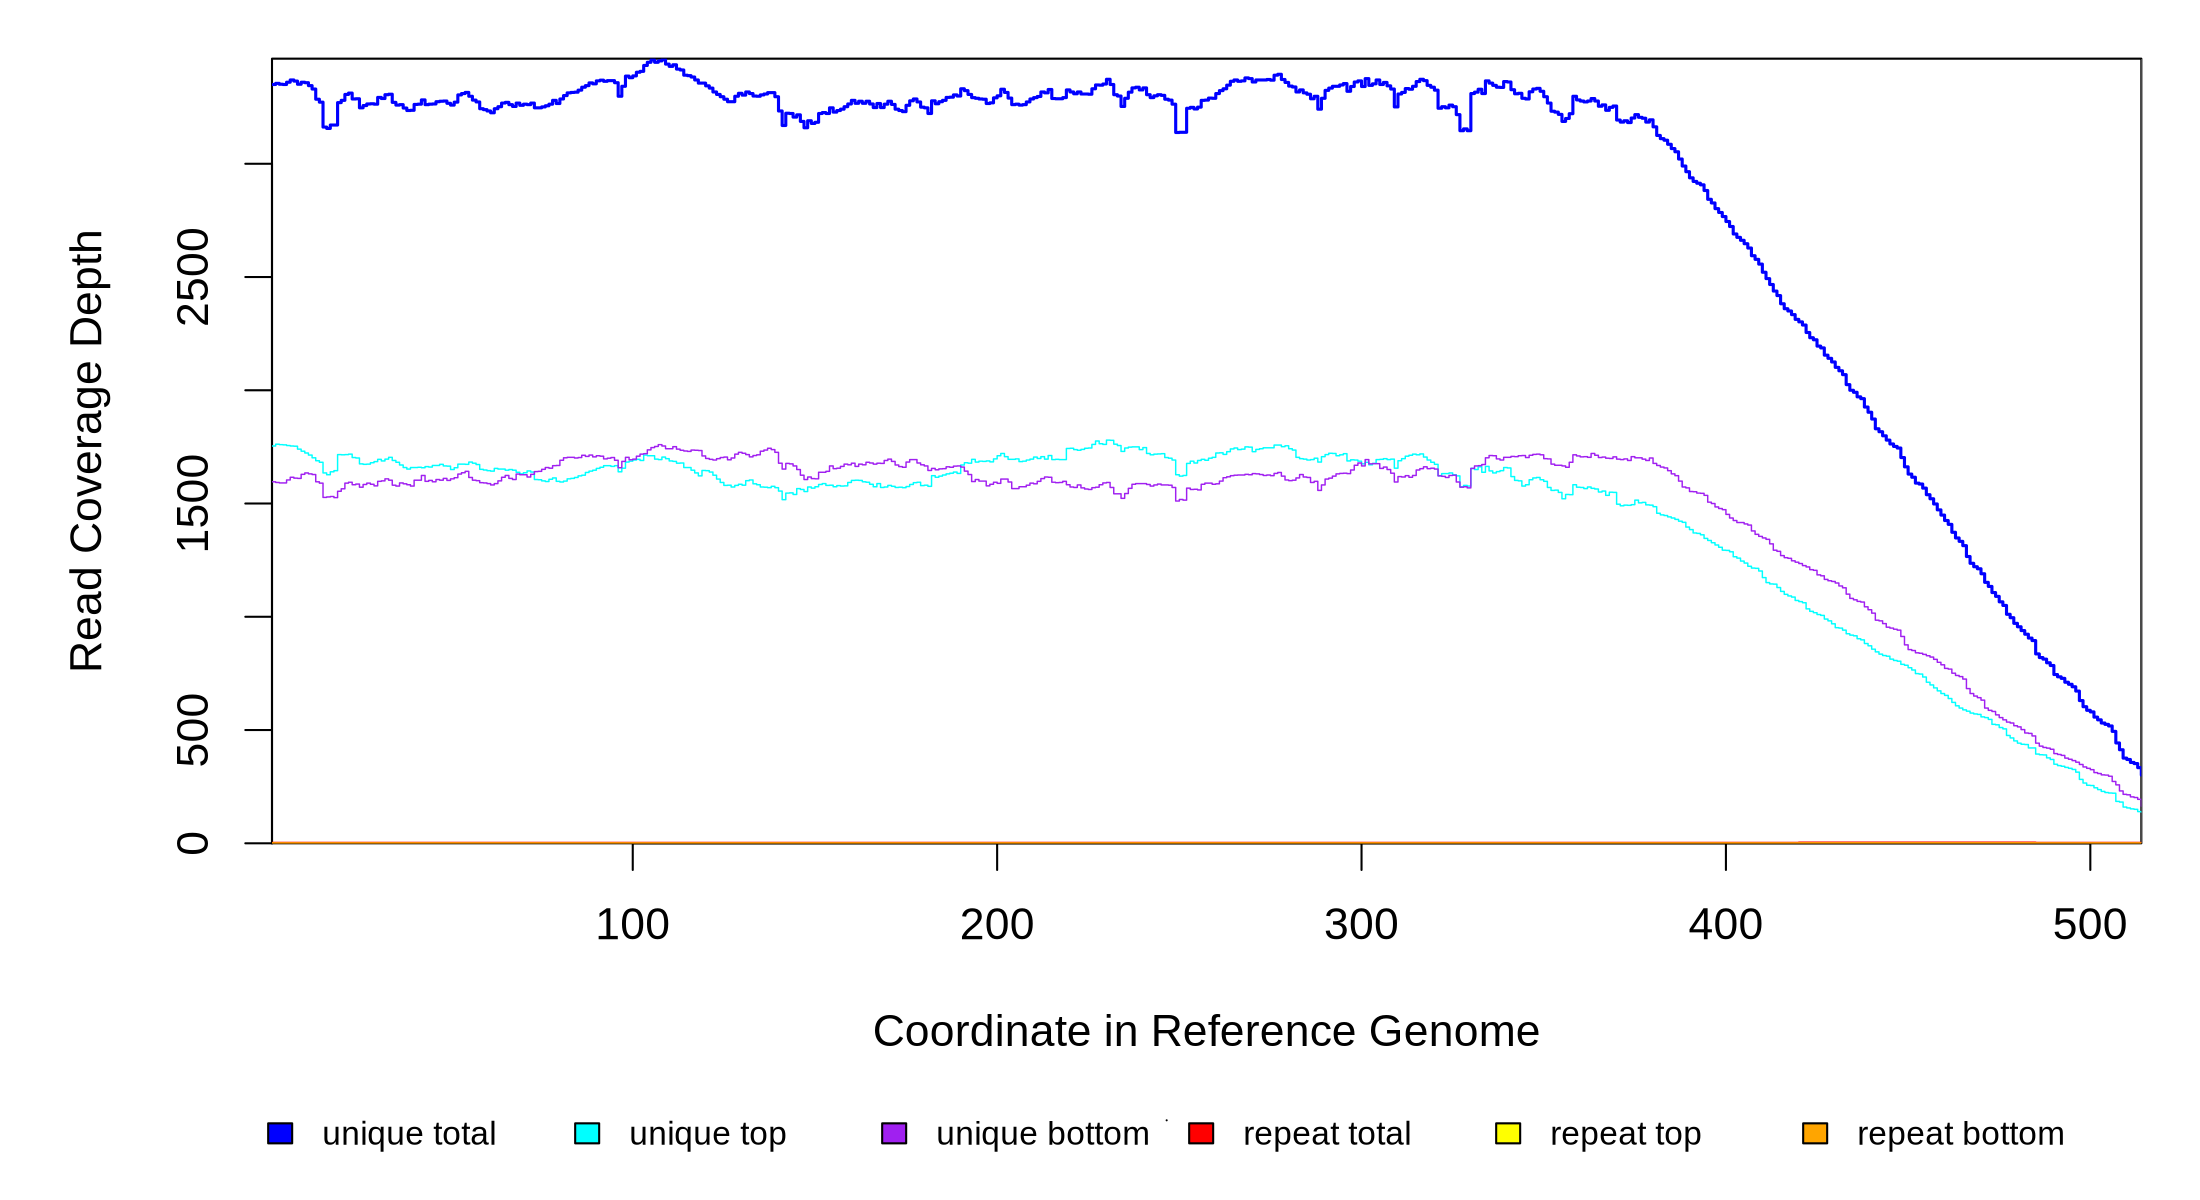 Read Coverage Depth
2500
1500
500
0
100 200 300 400 500
Coordinate in Reference Genome
unique total unique top unique bottom repeat total repeat top repeat bottom